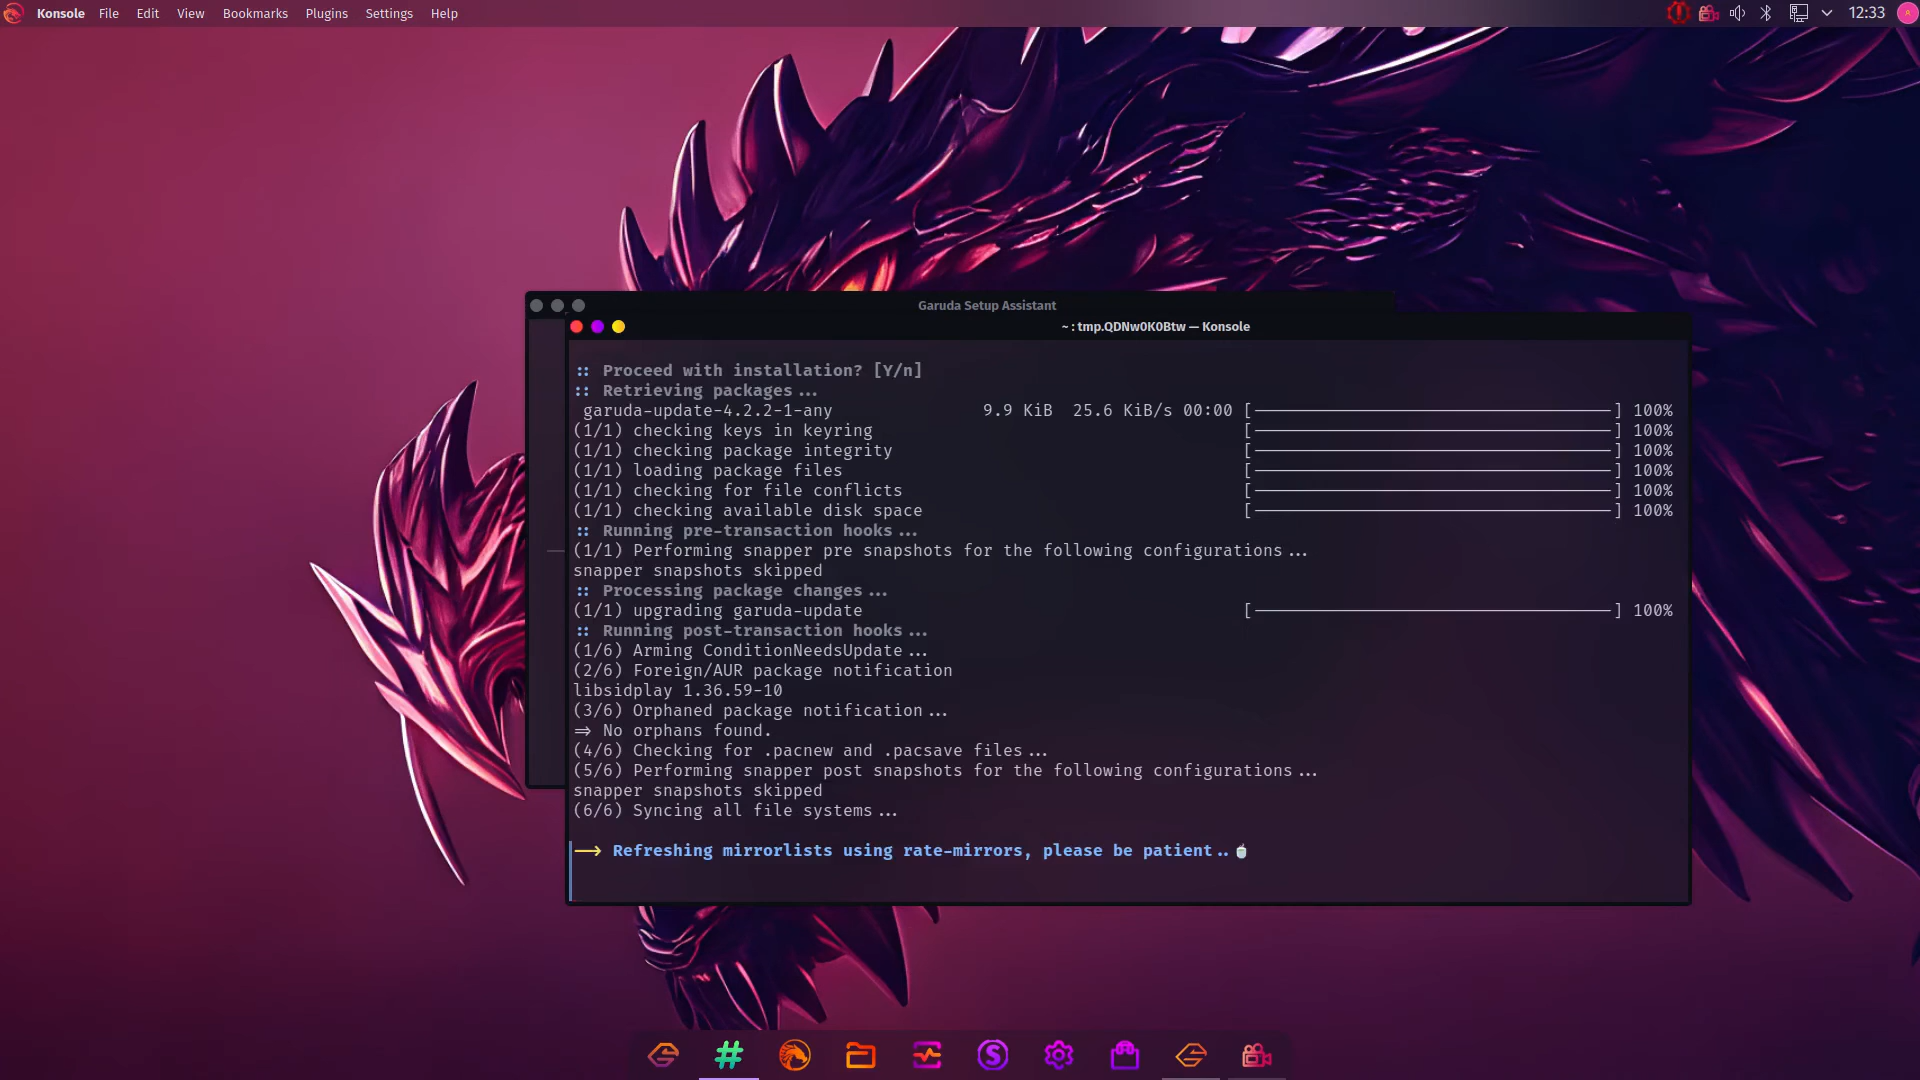 Konsole File Edit View Bookmarks Plugins Settings Help
12:33
Garuda Setup Assistant
~ : tmp.QDNw0K0Btw — Konsole
:: Proceed with installation? [Y/n]
:: Retrieving packages...
garuda-update-4.2.2-1-any 9.9 KiB 25.6 KiB/s 00:00 [────────────────────────────────────] 100%
(1/1) checking keys in keyring [────────────────────────────────────] 100%
(1/1) checking package integrity [────────────────────────────────────] 100%
(1/1) loading package files [────────────────────────────────────] 100%
(1/1) checking for file conflicts [────────────────────────────────────] 100%
(1/1) checking available disk space [────────────────────────────────────] 100%
:: Running pre-transaction hooks...
(1/1) Performing snapper pre snapshots for the following configurations...
snapper snapshots skipped
:: Processing package changes...
(1/1) upgrading garuda-update [────────────────────────────────────] 100%
:: Running post-transaction hooks...
(1/6) Arming ConditionNeedsUpdate...
(2/6) Foreign/AUR package notification
libsidplay 1.36.59-10
(3/6) Orphaned package notification...
=> No orphans found.
(4/6) Checking for .pacnew and .pacsave files...
(5/6) Performing snapper post snapshots for the following configurations...
snapper snapshots skipped
(6/6) Syncing all file systems...
──> Refreshing mirrorlists using rate-mirrors, please be patient..🍵